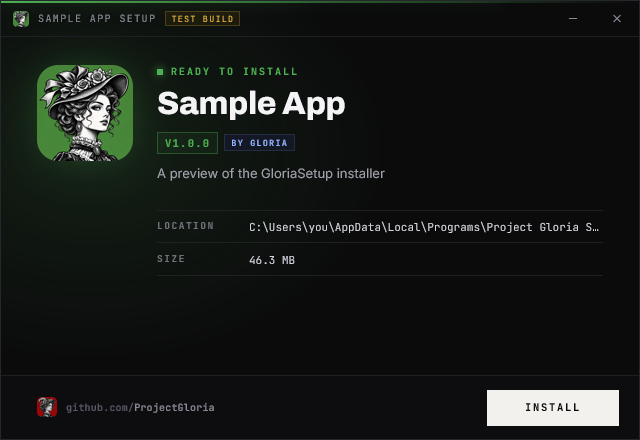 SAMPLE APP SETUP TEST BUILD
READY TO INSTALL
Sample App
V1.0.0 BY GLORIA
A preview of the GloriaSetup installer
LOCATION C:\Users\you\AppData\Local\Programs\Project Gloria S…
SIZE 46.3 MB
github.com/ProjectGloria INSTALL